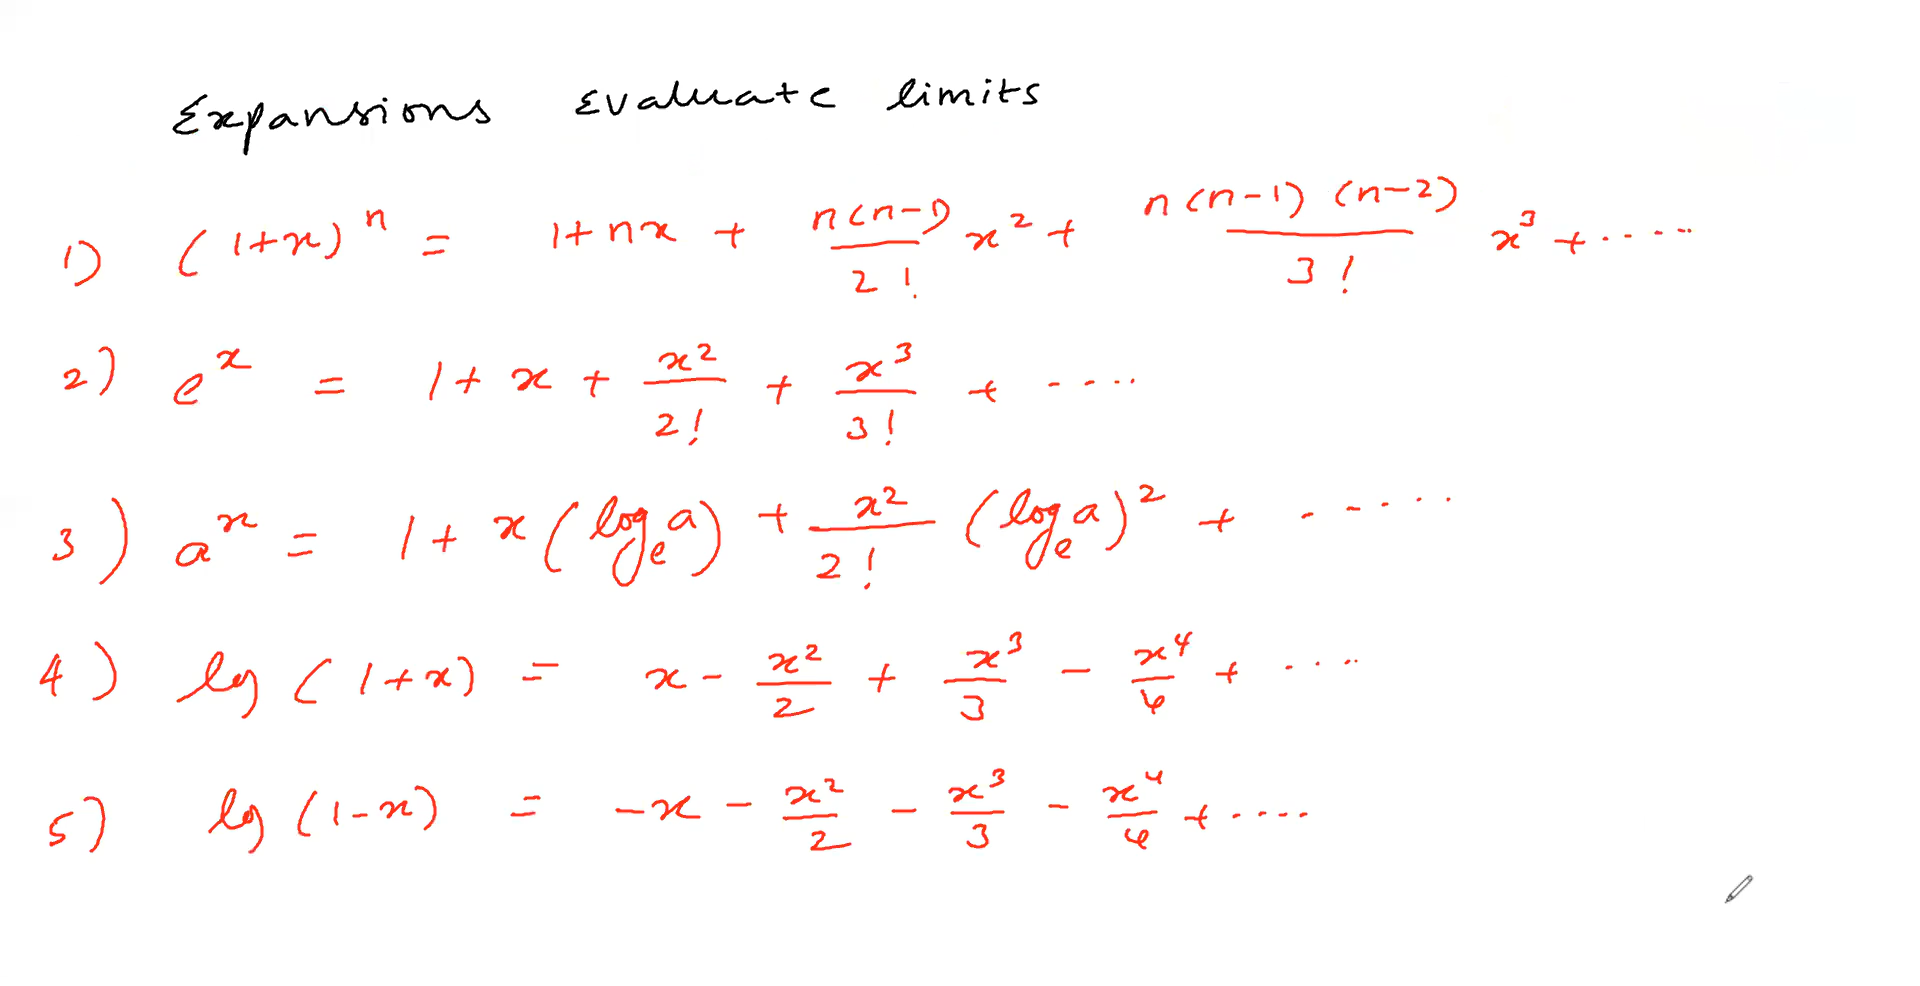 Expansions Evaluate limits
1) (1+x)^n = 1+nx + n(n-1)/2! x^2 + n(n-1)(n-2)/3! x^3 + .....
2) e^x = 1 + x + x^2/2! + x^3/3! + .....
3) a^x = 1 + x(log_e a) + x^2/2! (log_e a)^2 + ......
4) log(1+x) = x - x^2/2 + x^3/3 - x^4/4 + ....
5) log(1-x) = -x - x^2/2 - x^3/3 - x^4/4 + ....